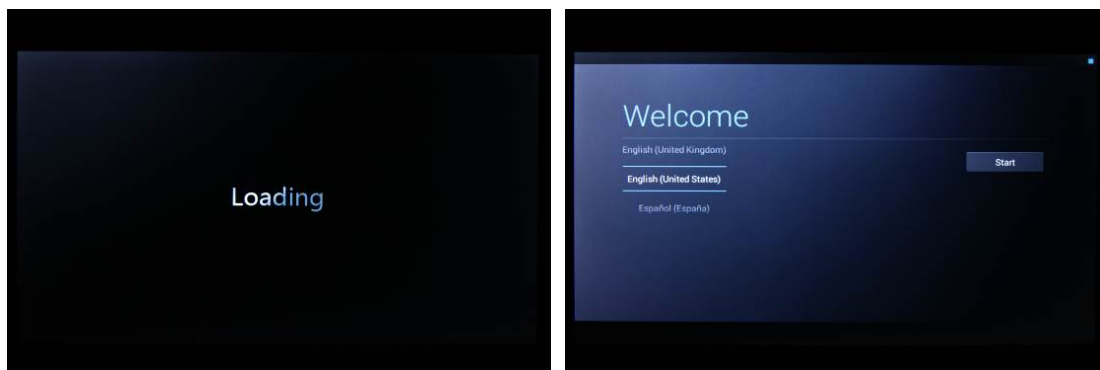 Loading
Welcome
English (United Kingdom)
English (United States)
Start
Español (España)